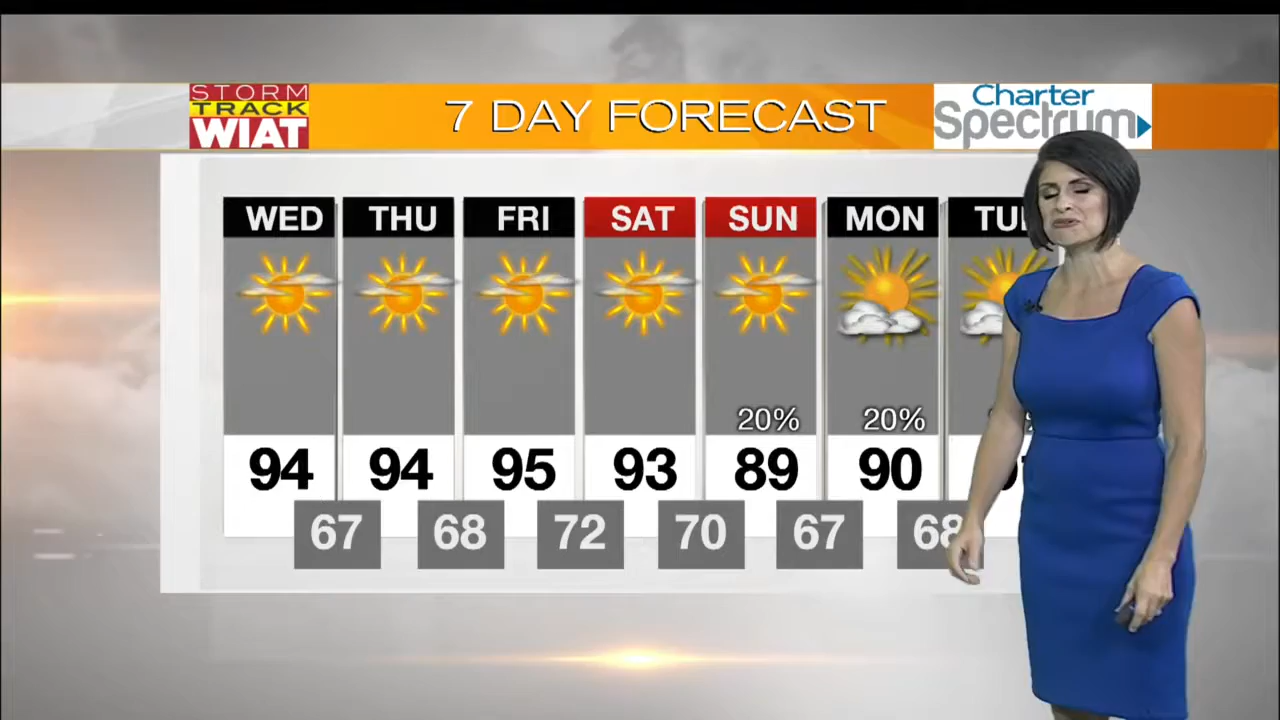 STORM
TRACK
WIAT
7 DAY FORECAST
Charter
Spectrum
WED THU FRI SAT SUN MON
20% 20%
94 94 95 93 89 90
67 68 72 70 67 68